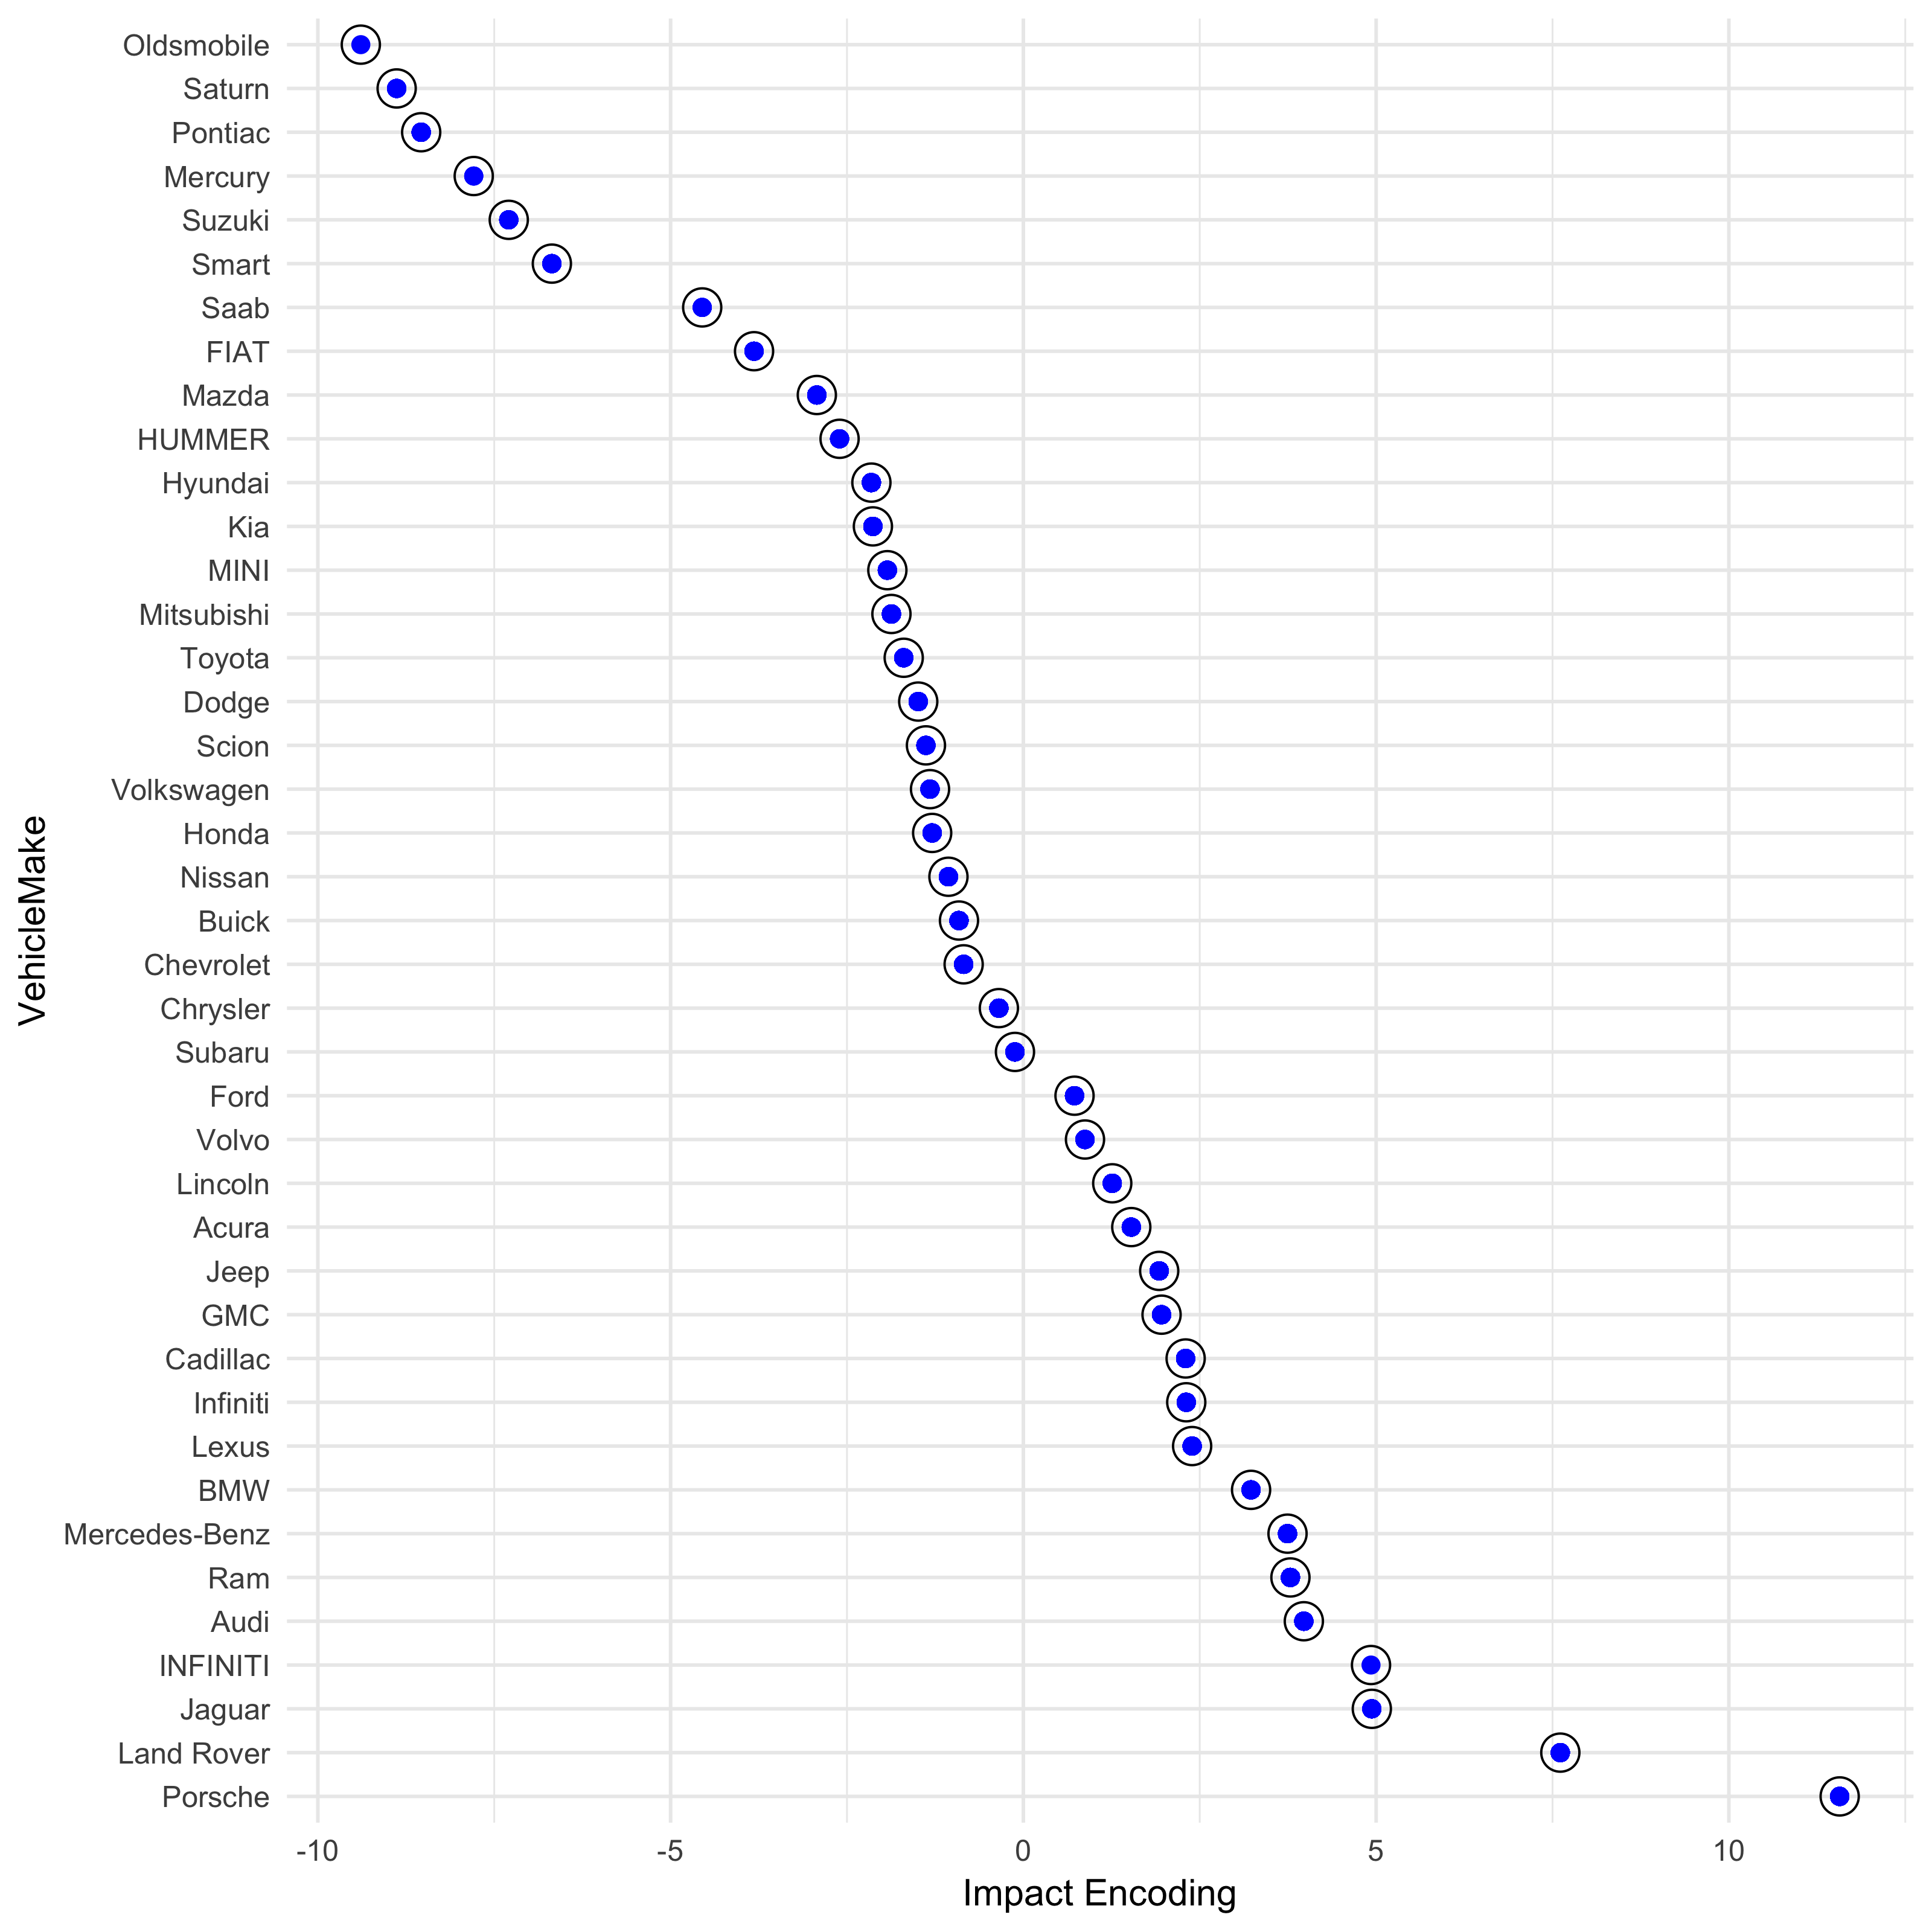 Oldsmobile
Saturn
Pontiac
Mercury
Suzuki
Smart
Saab
FIAT
Mazda
HUMMER
Hyundai
Kia
MINI
Mitsubishi
Toyota
Dodge
Scion
Volkswagen
Honda
Nissan
Buick
Chevrolet
Chrysler
Subaru
Ford
Volvo
Lincoln
Acura
Jeep
GMC
Cadillac
Infiniti
Lexus
BMW
Mercedes-Benz
Ram
Audi
INFINITI
Jaguar
Land Rover
Porsche
VehicleMake
-10 -5 0 5 10
Impact Encoding